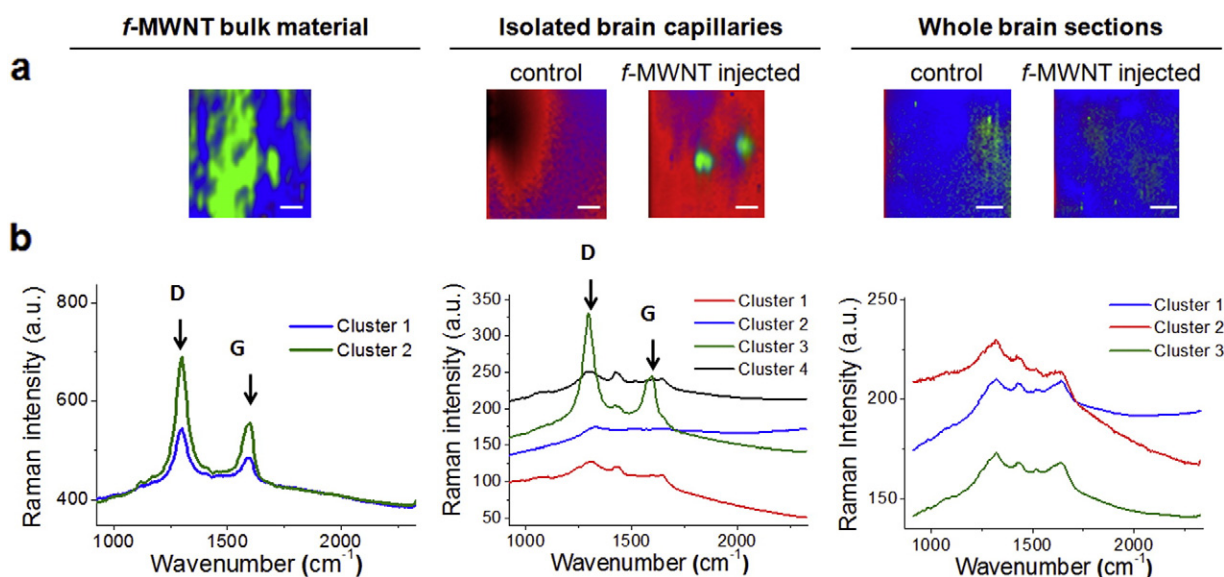 f-MWNT bulk material
Isolated brain capillaries
Whole brain sections
a
control
f-MWNT injected
control
f-MWNT injected
b
D
G
Cluster 1
Cluster 2
800
600
400
1000
1500
2000
Raman intensity (a.u.)
Wavenumber (cm-1)
D
G
Cluster 1
Cluster 2
Cluster 3
Cluster 4
350
300
250
200
150
100
50
1000
1500
2000
Raman intensity (a.u.)
Wavenumber (cm-1)
Cluster 1
Cluster 2
Cluster 3
250
200
150
1000
1500
2000
Raman Intensity (a.u.)
Wavenumber (cm-1)